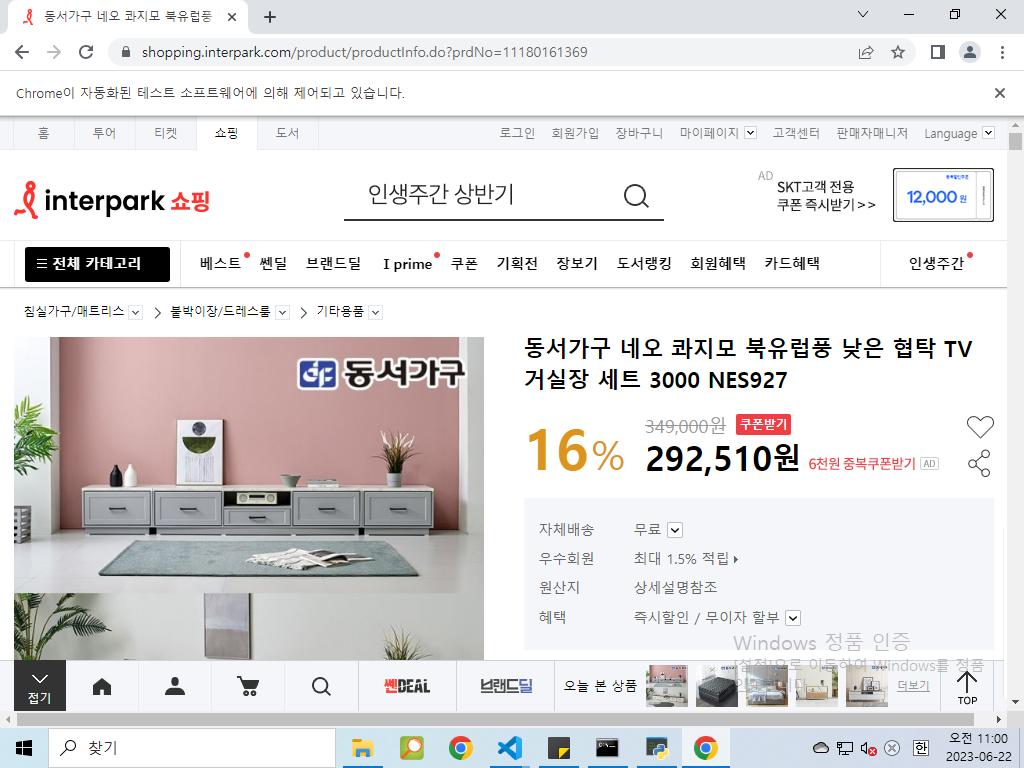 동서가구 네오 콰지모 북유럽풍
shopping.interpark.com/product/productInfo.do?prdNo=11180161369
Chrome이 자동화된 테스트 소프트웨어에 의해 제어되고 있습니다.
홈 투어 티켓 쇼핑 도서 로그인 회원가입 장바구니 마이페이지 고객센터 판매자매니저 Language
interpark 쇼핑
인생주간 상반기
AD SKT고객 전용
쿠폰 즉시받기>>
12,000원
전체 카테고리 베스트 쎈딜 브랜드딜 I prime 쿠폰 기획전 장보기 도서랭킹 회원혜택 카드혜택 인생주간
침실가구/매트리스 > 붙박이장/드레스룸 > 기타용품
동서가구
동서가구 네오 콰지모 북유럽풍 낮은 협탁 TV
거실장 세트 3000 NES927
16%
349,000원 쿠폰받기
292,510원 6천원 중복쿠폰받기 AD
자체배송 무료
우수회원 최대 1.5% 적립
원산지 상세설명참조
혜택 즉시할인 / 무이자 할부
Windows 정품 인증
[설정]으로 이동하여 Windows를 정품
접기
쎈DEAL
브랜드딜
오늘 본 상품
더보기
TOP
찾기
한
오전 11:00
2023-06-22